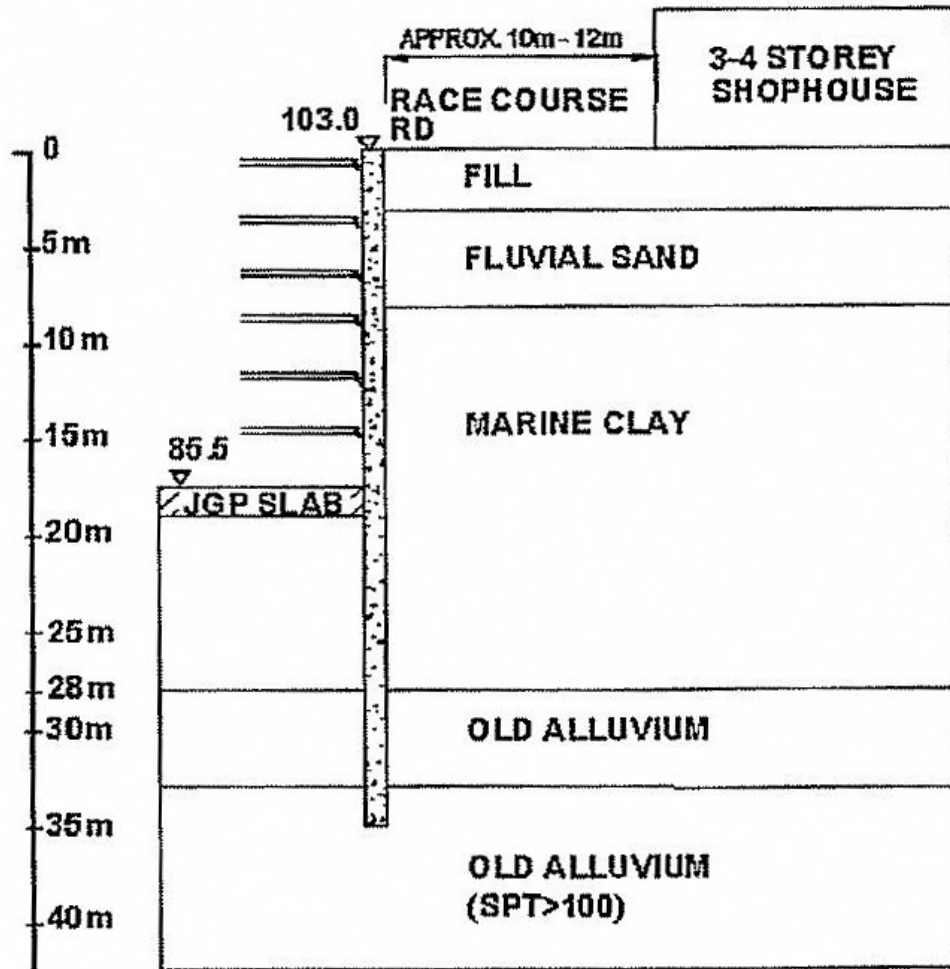 APPROX. 10m-12m
3-4 STOREY
SHOPHOUSE
RACE COURSE
RD
103.0
0
FILL
5m
FLUVIAL SAND
10m
MARINE CLAY
15m
85.5
JGP SLAB
20m
25m
28m
30m
OLD ALLUVIUM
35m
OLD ALLUVIUM
(SPT>100)
40m